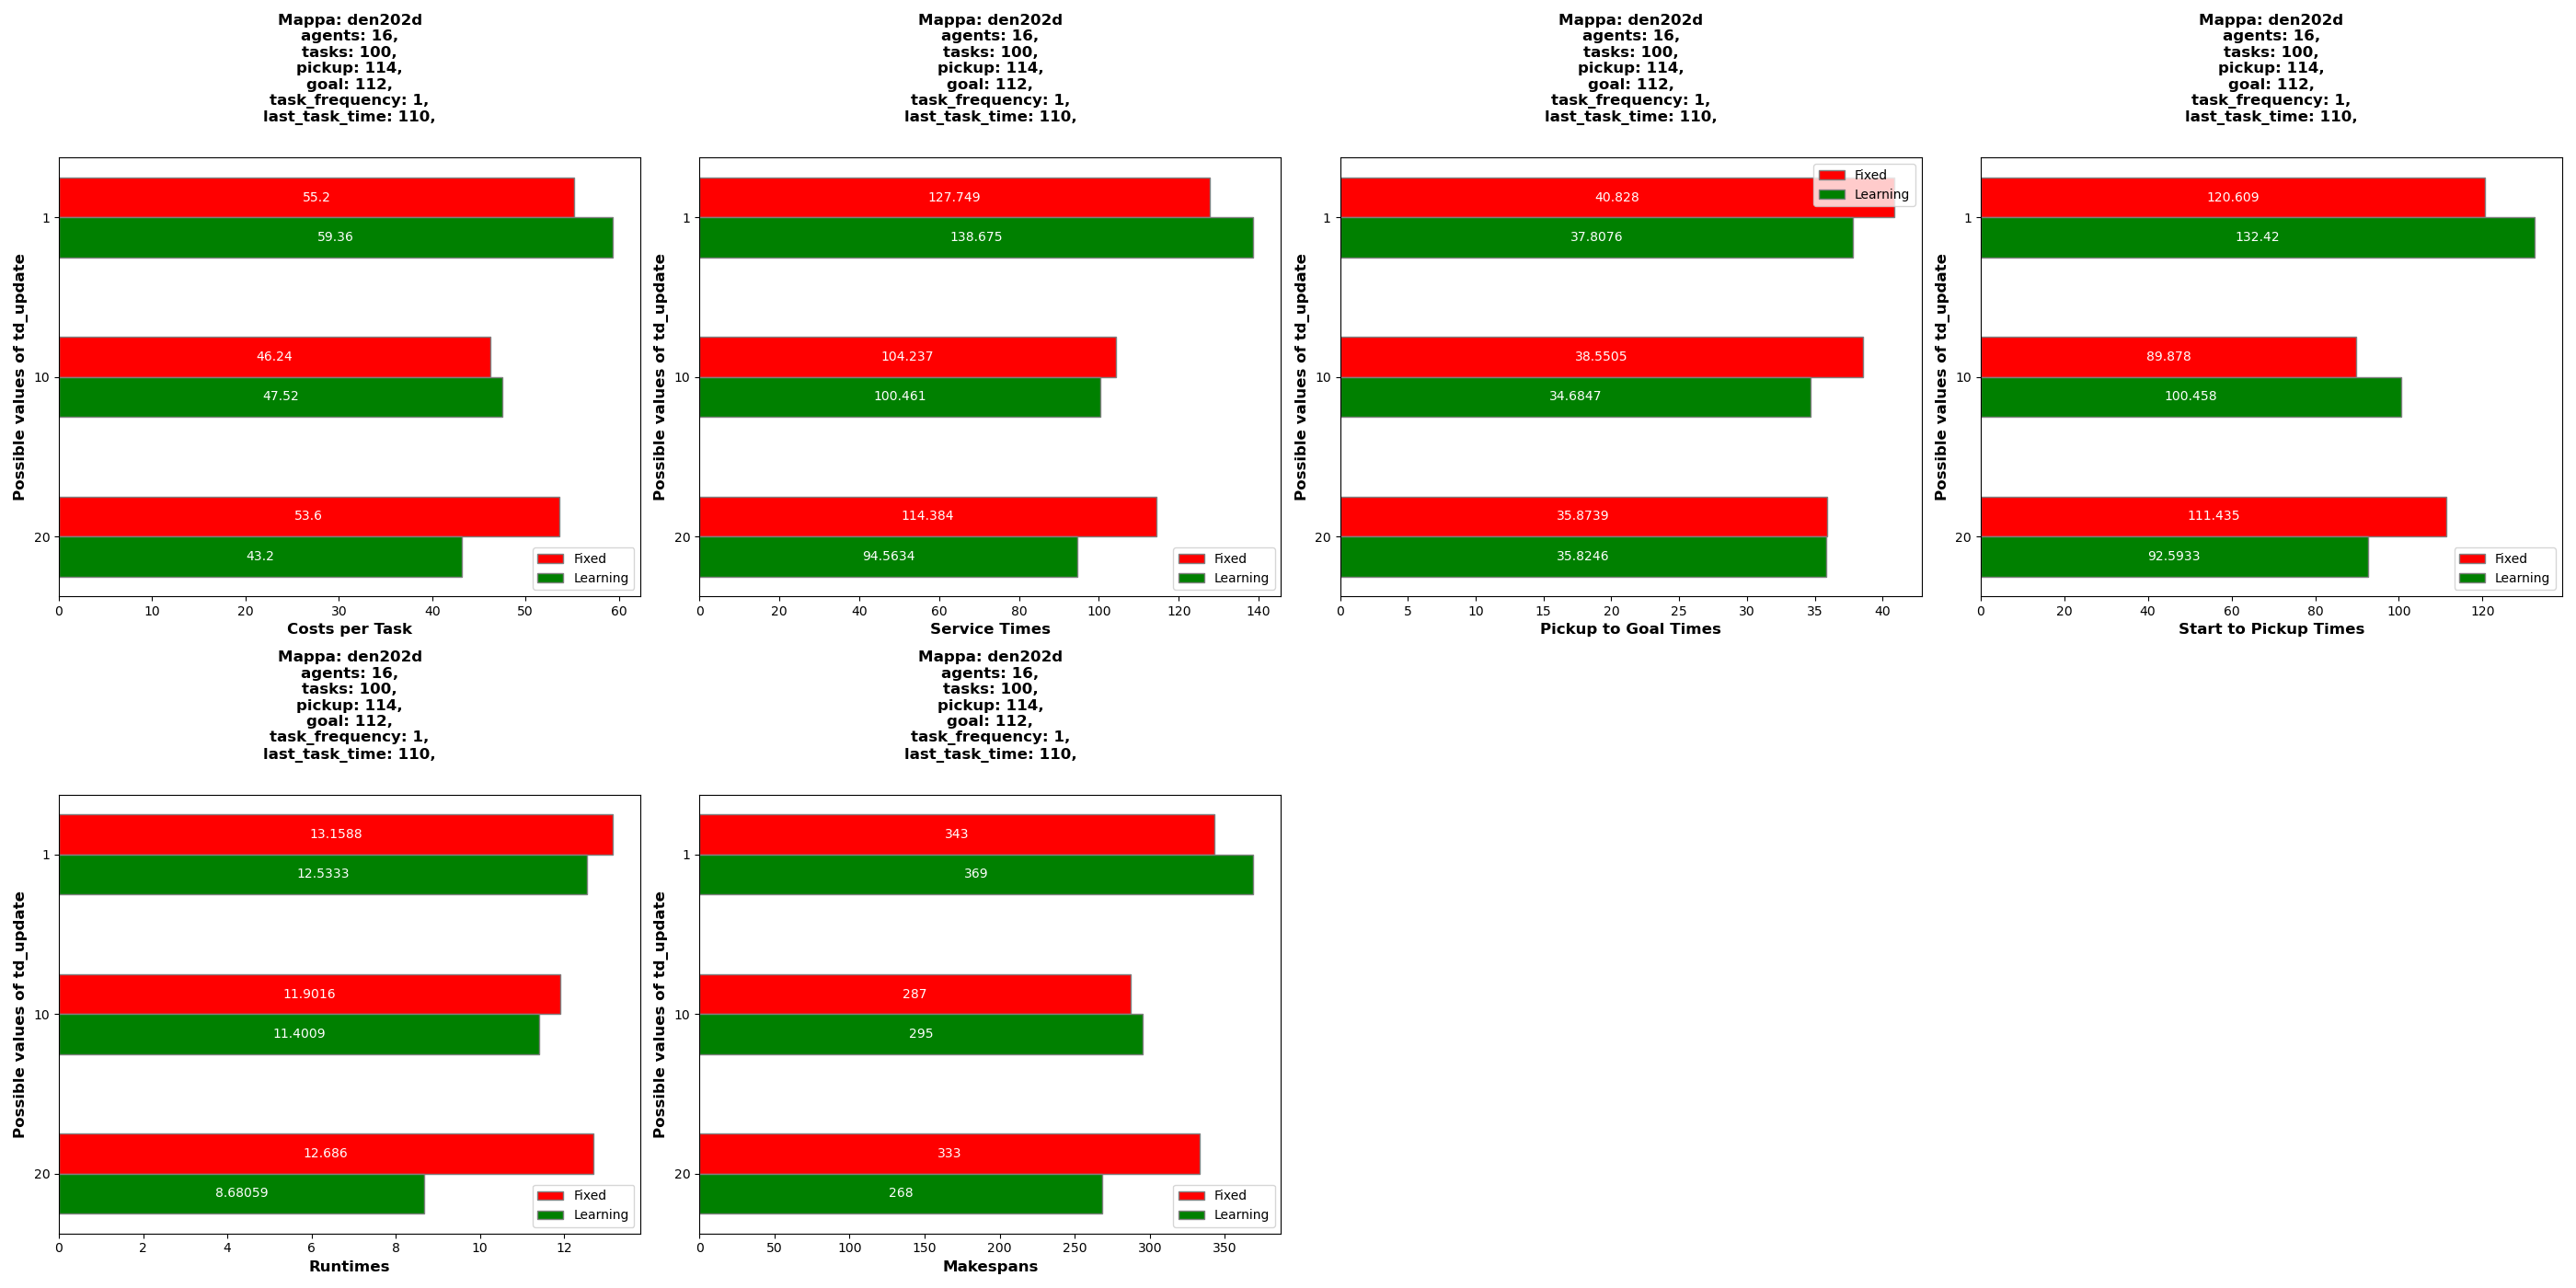 Mappa: den202d
agents: 16,
tasks: 100,
pickup: 114,
goal: 112,
task_frequency: 1,
last_task_time: 110,
Possible values of td_update
1
10
20
55.2
59.36
46.24
47.52
53.6
43.2
Fixed
Learning
0 10 20 30 40 50 60
Costs per Task
Mappa: den202d
agents: 16,
tasks: 100,
pickup: 114,
goal: 112,
task_frequency: 1,
last_task_time: 110,
Possible values of td_update
1
10
20
127.749
138.675
104.237
100.461
114.384
94.5634
Fixed
Learning
0 20 40 60 80 100 120 140
Service Times
Mappa: den202d
agents: 16,
tasks: 100,
pickup: 114,
goal: 112,
task_frequency: 1,
last_task_time: 110,
Possible values of td_update
1
10
20
Fixed
Learning
40.828
37.8076
38.5505
34.6847
35.8739
35.8246
0 5 10 15 20 25 30 35 40
Pickup to Goal Times
Mappa: den202d
agents: 16,
tasks: 100,
pickup: 114,
goal: 112,
task_frequency: 1,
last_task_time: 110,
Possible values of td_update
1
10
20
120.609
132.42
89.878
100.458
111.435
92.5933
Fixed
Learning
0 20 40 60 80 100 120
Start to Pickup Times
Mappa: den202d
agents: 16,
tasks: 100,
pickup: 114,
goal: 112,
task_frequency: 1,
last_task_time: 110,
Possible values of td_update
1
10
20
13.1588
12.5333
11.9016
11.4009
12.686
8.68059
Fixed
Learning
0 2 4 6 8 10 12
Runtimes
Mappa: den202d
agents: 16,
tasks: 100,
pickup: 114,
goal: 112,
task_frequency: 1,
last_task_time: 110,
Possible values of td_update
1
10
20
343
369
287
295
333
268
Fixed
Learning
0 50 100 150 200 250 300 350
Makespans